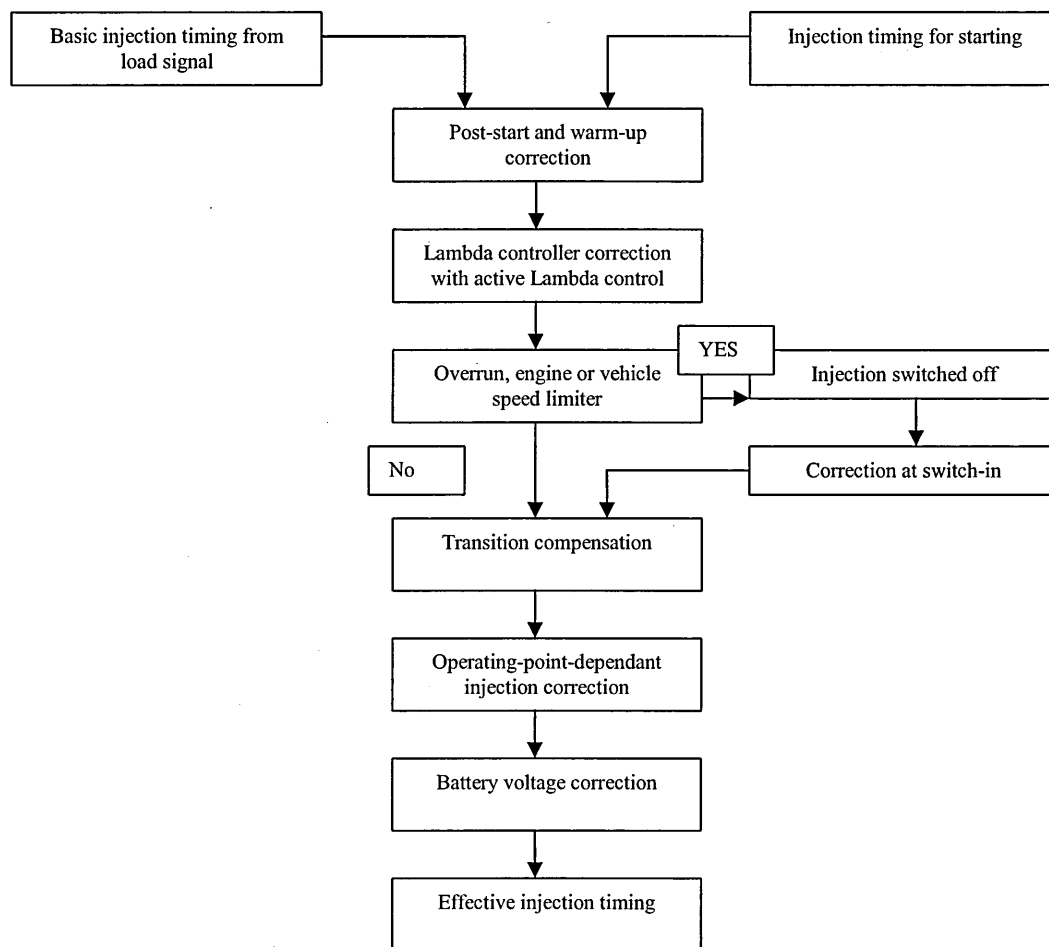 Basic injection timing from
load signal
Injection timing for starting
Post-start and warm-up
correction
Lambda controller correction
with active Lambda control
YES
Overrun, engine or vehicle
speed limiter
Injection switched off
No
Correction at switch-in
Transition compensation
Operating-point-dependant
injection correction
Battery voltage correction
Effective injection timing